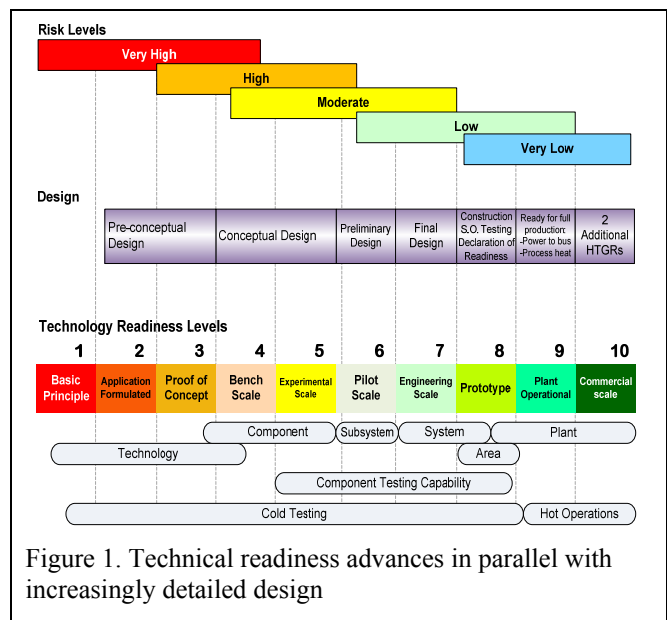 Risk Levels
Very High
High
Moderate
Low
Very Low
Design
Pre-conceptual
Design
Conceptual Design
Preliminary
Design
Final
Design
Construction
S.O. Testing
Declaration of
Readiness
Ready for full
production:
-Power to bus
-Process heat
2
Additional
HTGRs
Technology Readiness Levels
1 2 3 4 5 6 7 8 9 10
Basic
Principle
Application
Formulated
Proof of
Concept
Bench
Scale
Experimental
Scale
Pilot
Scale
Engineering
Scale
Prototype
Plant
Operational
Commercial
scale
Component
Subsystem
System
Plant
Technology
Area
Component Testing Capability
Cold Testing
Hot Operations
Figure 1. Technical readiness advances in parallel with
increasingly detailed design